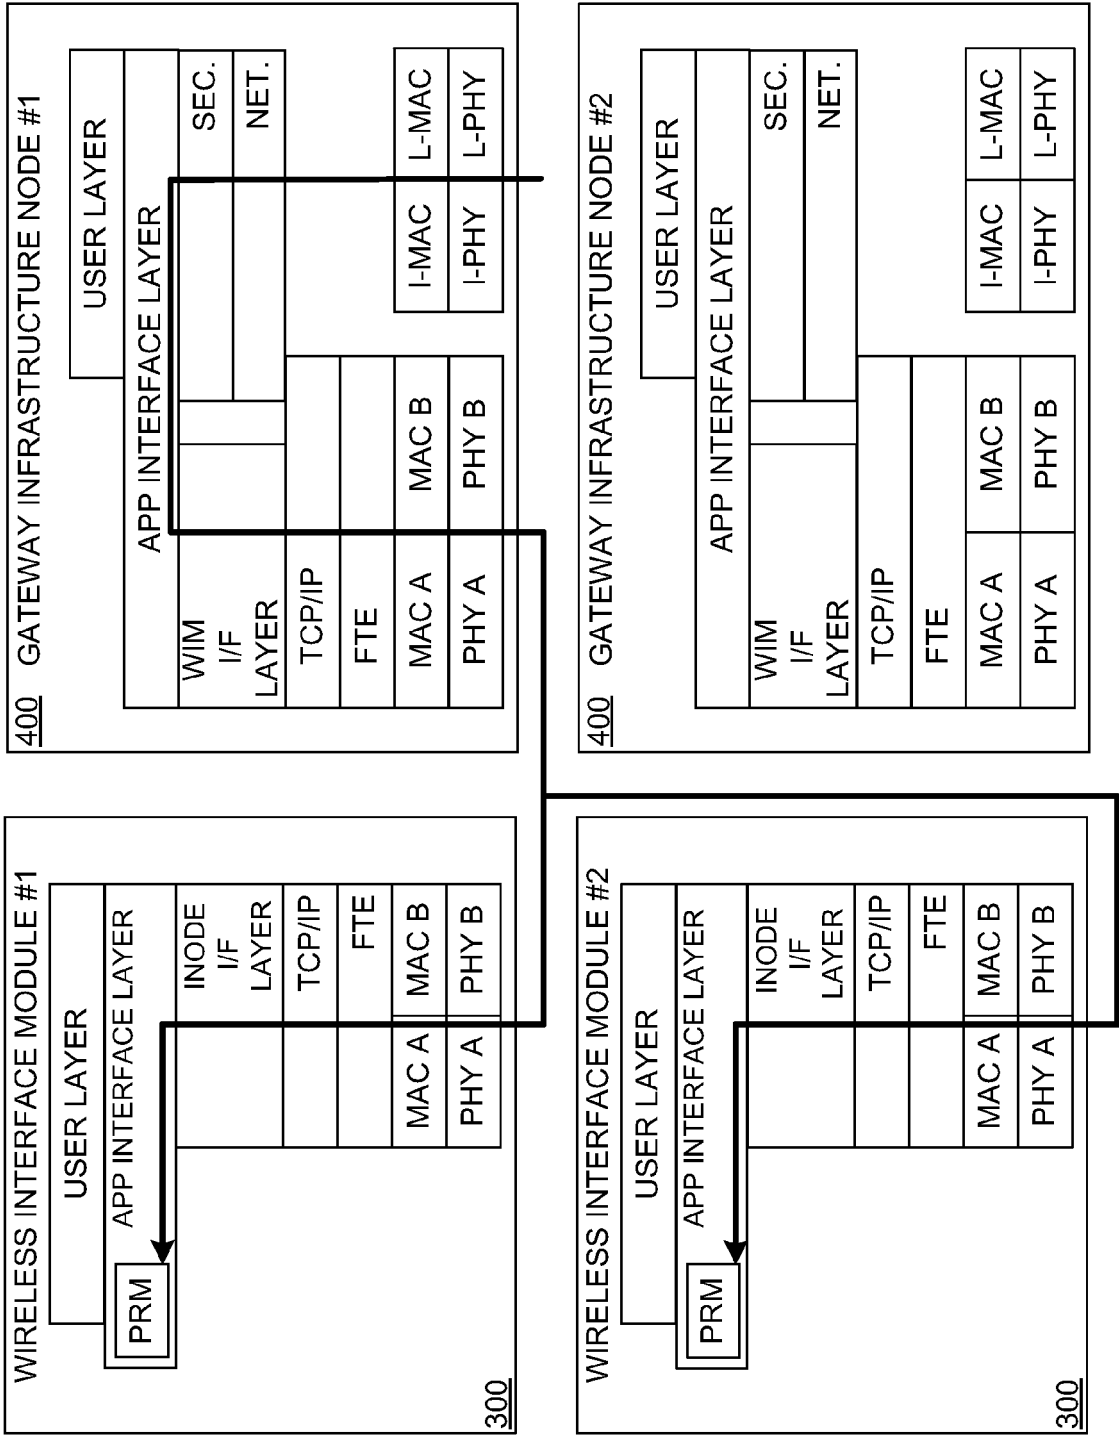 WIRELESS INTERFACE MODULE #1
USER LAYER
APP INTERFACE LAYER
PRM
INODE
I/F
LAYER
TCP/IP
FTE
MAC A
MAC B
PHY A
PHY B
300
400
GATEWAY INFRASTRUCTURE NODE #1
USER LAYER
APP INTERFACE LAYER
WIM
I/F
LAYER
SEC.
NET.
TCP/IP
FTE
MAC A
MAC B
I-MAC
L-MAC
PHY A
PHY B
I-PHY
L-PHY
WIRELESS INTERFACE MODULE #2
USER LAYER
APP INTERFACE LAYER
PRM
INODE
I/F
LAYER
TCP/IP
FTE
MAC A
MAC B
PHY A
PHY B
300
400
GATEWAY INFRASTRUCTURE NODE #2
USER LAYER
APP INTERFACE LAYER
WIM
I/F
LAYER
SEC.
NET.
TCP/IP
FTE
MAC A
MAC B
I-MAC
L-MAC
PHY A
PHY B
I-PHY
L-PHY